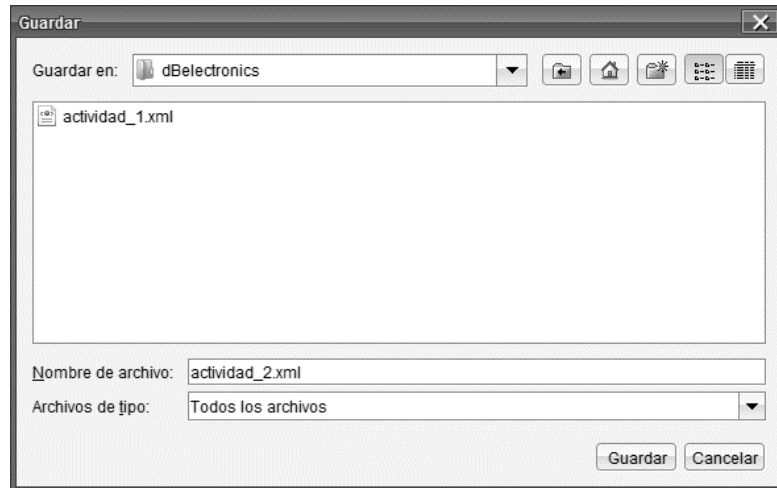 Guardar
Guardar en: dBelectronics
actividad_1.xml
Nombre de archivo: actividad_2.xml
Archivos de tipo: Todos los archivos
Guardar Cancelar